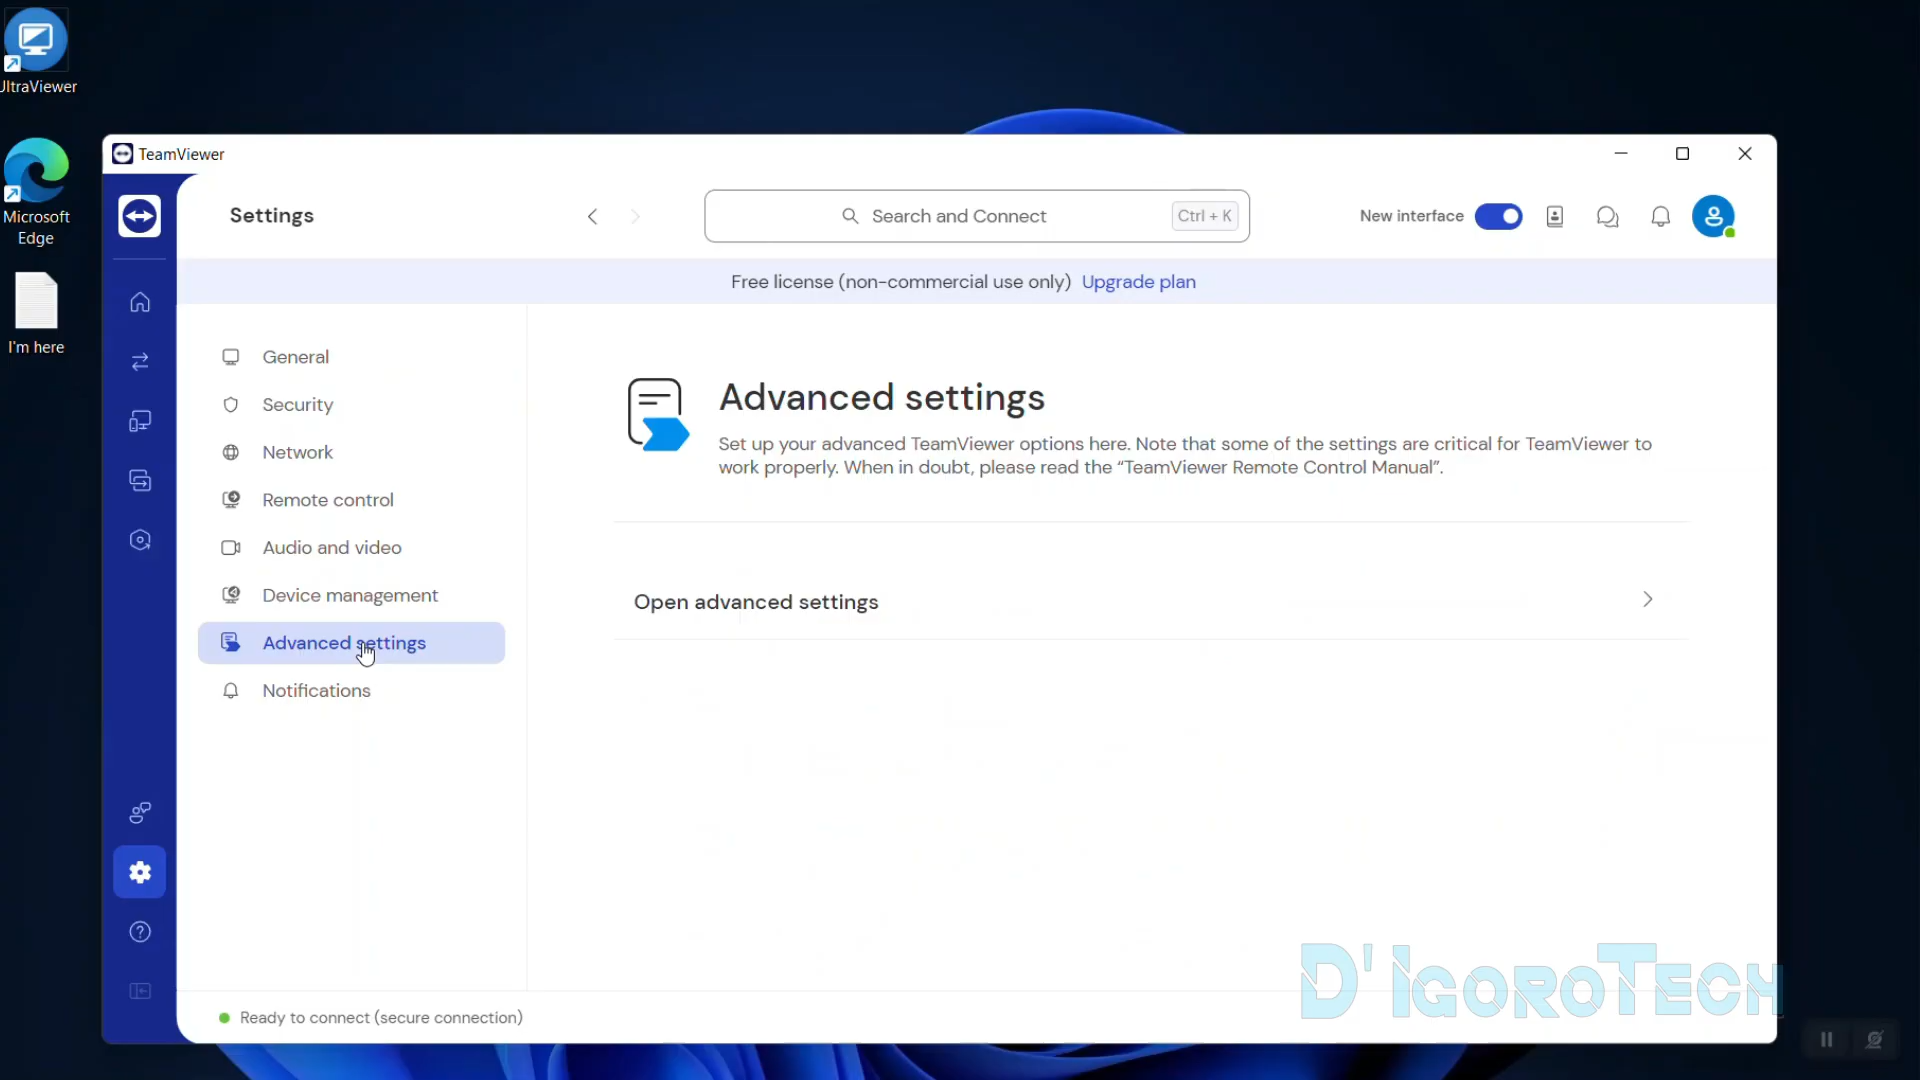 UltraViewer
Microsoft
Edge
I'm here
TeamViewer
Settings
Search and Connect
Ctrl + K
New interface
Free license (non-commercial use only) Upgrade plan
General
Security
Network
Remote control
Audio and video
Device management
Advanced settings
Notifications
Advanced settings
Set up your advanced TeamViewer options here. Note that some of the settings are critical for TeamViewer to
work properly. When in doubt, please read the “TeamViewer Remote Control Manual”.
Open advanced settings
Ready to connect (secure connection)
D'IGOROTECH